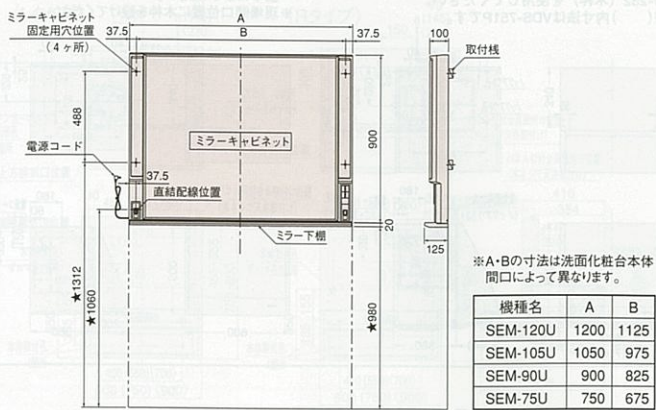 ミラーキャビネット
固定用穴位置
(4ヶ所)
A
37.5
B
37.5
100
取付桟
488
900
電源コード
ミラーキャビネット
37.5
直結配線位置
ミラー下棚
20
125
★1312
★1060
★980
※A・Bの寸法は洗面化粧台本体
間口によって異なります。
機種名 A B
SEM-120U 1200 1125
SEM-105U 1050 975
SEM-90U 900 825
SEM-75U 750 675